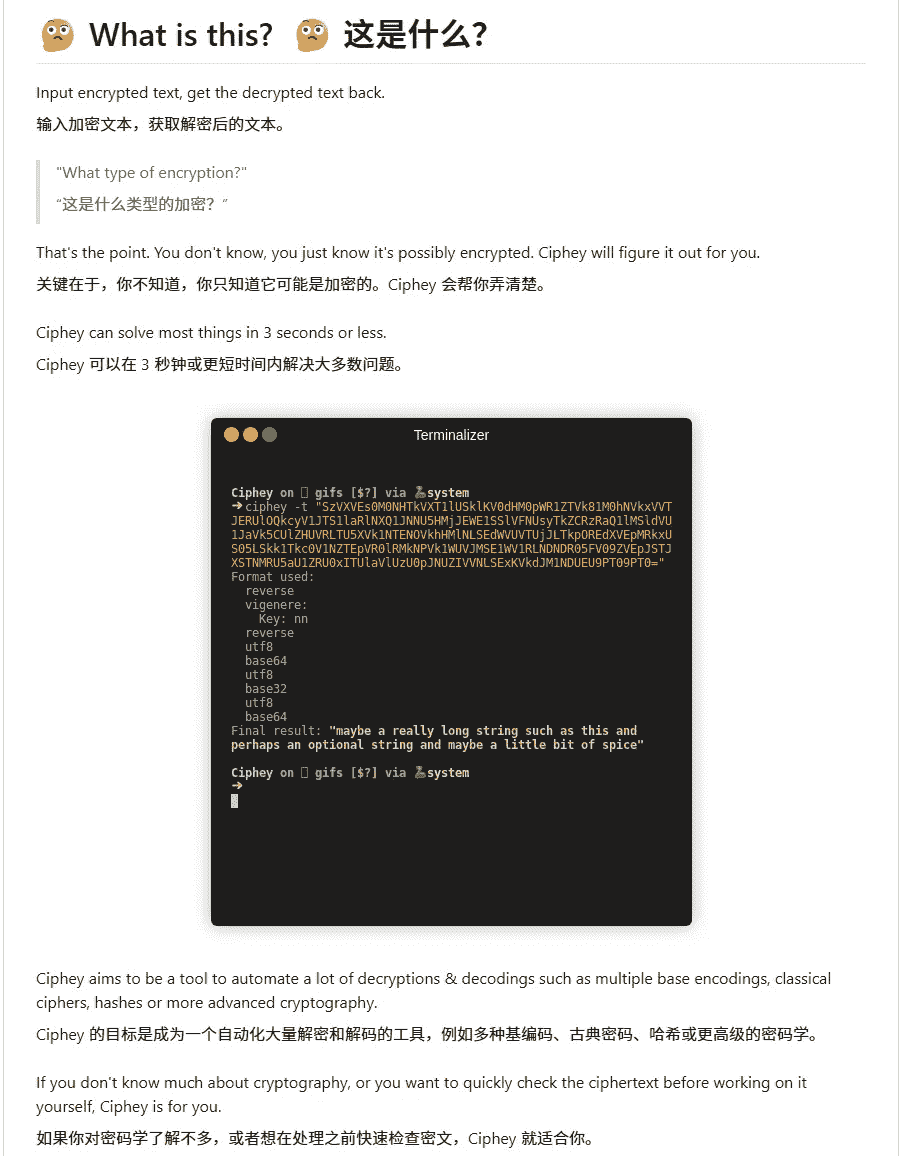 What is this? 这是什么？
Input encrypted text, get the decrypted text back.
输入加密文本，获取解密后的文本。
"What type of encryption?"
“这是什么类型的加密？”
That's the point. You don't know, you just know it's possibly encrypted. Ciphey will figure it out for you.
关键在于，你不知道，你只知道它可能是加密的。Ciphey 会帮你弄清楚。
Ciphey can solve most things in 3 seconds or less.
Ciphey 可以在 3 秒钟或更短时间内解决大多数问题。
Terminalizer
Ciphey on gifs [$?] via system
➜ ciphey -t "SzVXVEs0M0NHTkVXT1lUSklKV0dHM0pWR1ZTVk81M0hNVkxVVT
JERUlOQkcyV1JTS1laRlNXQ1JNNU5HMjJEWE1SSlVFNUsyTkZCRzRaQ1lMSldVU
1JaVk5CUlZHUVRLTU5XVk1NTENOVkhHMlNLSEdWVUVTUjJLTkpOREdXVEpMRkxU
S05LSkk1Tkc0V1NZTEpVR0lRMkNPVk1WUVJMSE1WV1RLNDNDR05FV09ZVEpJSTJ
XSTNMRU5aU1ZRU0xITUlaVlUzU0pJNUZIVVNLSExKVkdJM1NDUEU9PT09PT0="
Format used:
reverse
vigenere:
Key: nn
reverse
utf8
base64
utf8
base32
utf8
base64
Final result: "maybe a really long string such as this and
perhaps an optional string and maybe a little bit of spice"
Ciphey on gifs [$?] via system
➜
Ciphey aims to be a tool to automate a lot of decryptions & decodings such as multiple base encodings, classical
ciphers, hashes or more advanced cryptography.
Ciphey 的目标是成为一个自动化大量解密和解码的工具，例如多种基编码、古典密码、哈希或更高级的密码学。
If you don't know much about cryptography, or you want to quickly check the ciphertext before working on it
yourself, Ciphey is for you.
如果你对密码学了解不多，或者想在处理之前快速检查密文，Ciphey 就适合你。